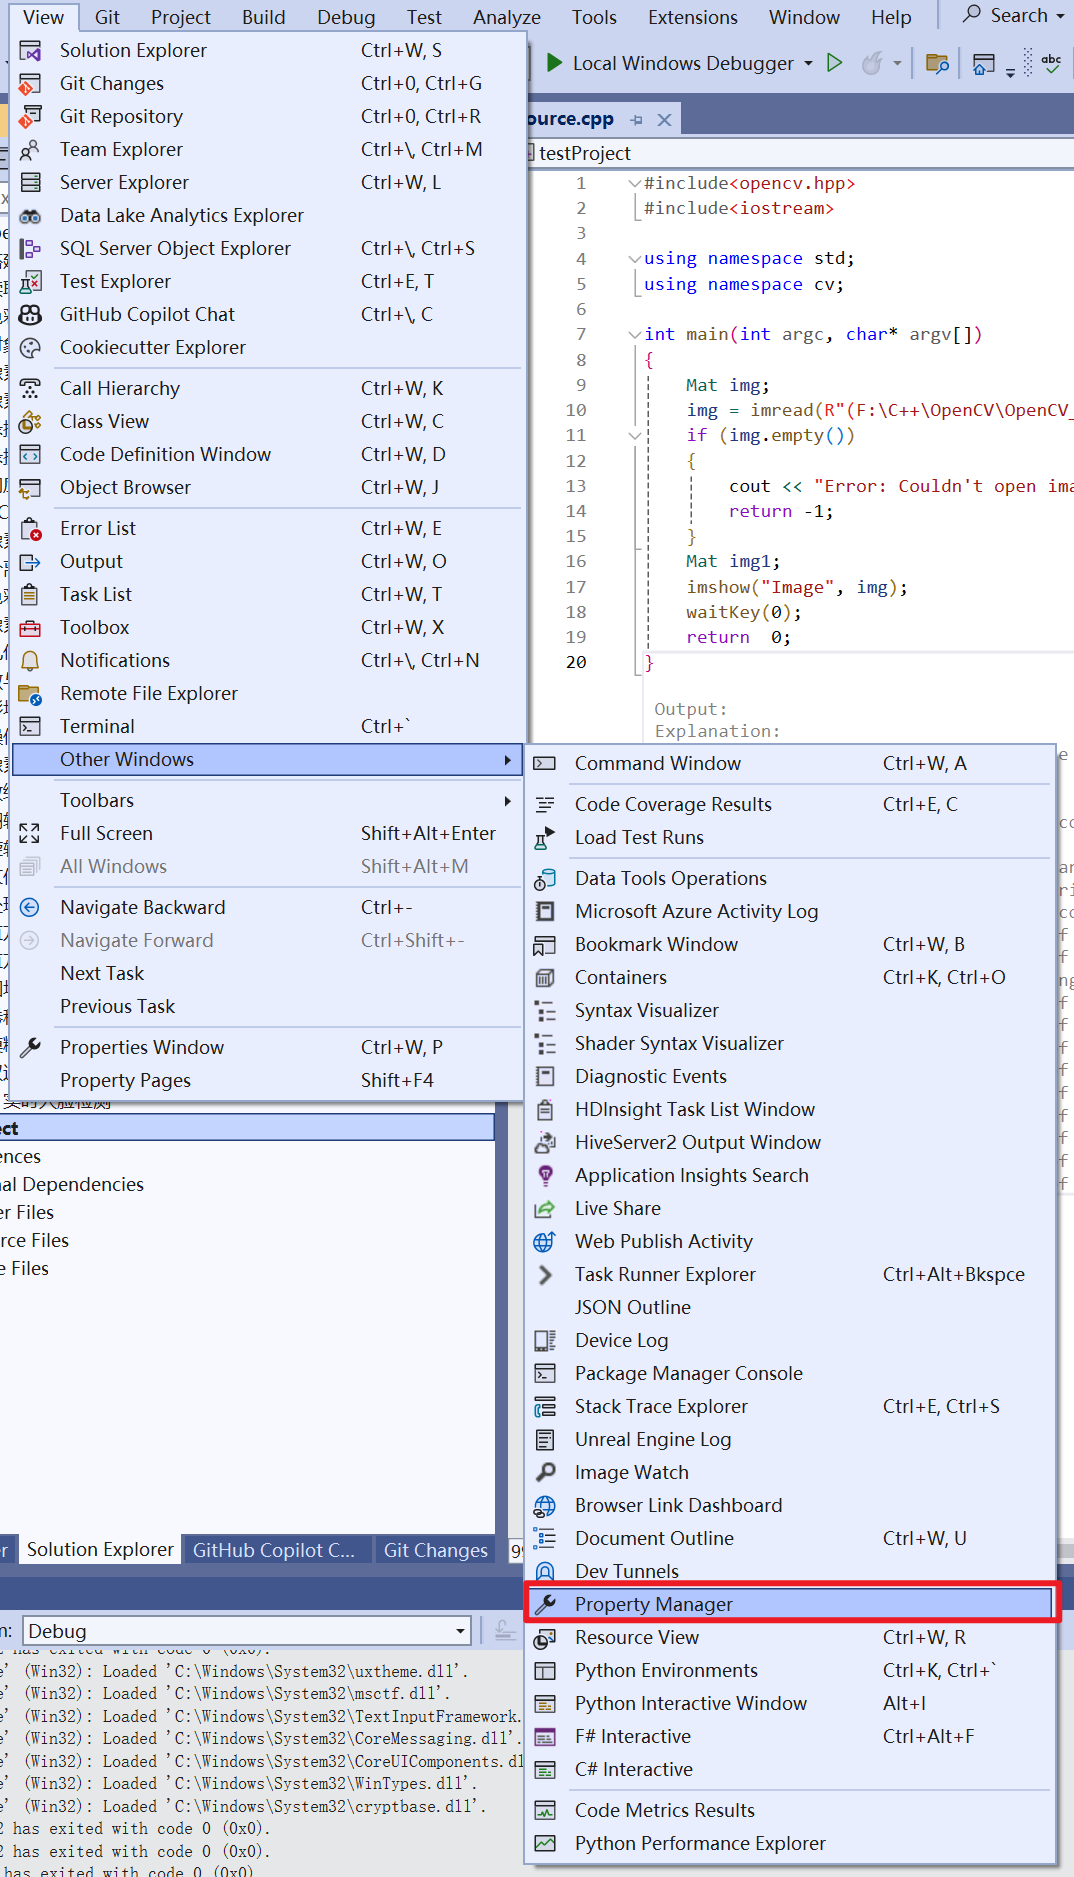 View Git Project Build Debug Test Analyze Tools Extensions Window Help Search
Local Windows Debugger
abc
Solution Explorer Ctrl+W, S
Git Changes Ctrl+0, Ctrl+G
Git Repository Ctrl+0, Ctrl+R
Team Explorer Ctrl+\, Ctrl+M
Server Explorer Ctrl+W, L
Data Lake Analytics Explorer
SQL Server Object Explorer Ctrl+\, Ctrl+S
Test Explorer Ctrl+E, T
GitHub Copilot Chat Ctrl+\, C
Cookiecutter Explorer
Call Hierarchy Ctrl+W, K
Class View Ctrl+W, C
Code Definition Window Ctrl+W, D
Object Browser Ctrl+W, J
Error List Ctrl+W, E
Output Ctrl+W, O
Task List Ctrl+W, T
Toolbox Ctrl+W, X
Notifications Ctrl+\, Ctrl+N
Remote File Explorer
Terminal Ctrl+`
Other Windows
Toolbars
Full Screen Shift+Alt+Enter
All Windows Shift+Alt+M
Navigate Backward Ctrl+-
Navigate Forward Ctrl+Shift+-
Next Task
Previous Task
Properties Window Ctrl+W, P
Property Pages Shift+F4
ource.cpp
testProject
1 #include<opencv.hpp>
2 #include<iostream>
3
4 using namespace std;
5 using namespace cv;
6
7 int main(int argc, char* argv[])
8 {
9 Mat img;
10 img = imread(R"(F:\C++\OpenCV\OpenCV_
11 if (img.empty())
12 {
13 cout << "Error: Couldn't open ima
14 return -1;
15 }
16 Mat img1;
17 imshow("Image", img);
18 waitKey(0);
19 return 0;
20 }
Output:
Explanation:
Command Window Ctrl+W, A
Code Coverage Results Ctrl+E, C
Load Test Runs
Data Tools Operations
Microsoft Azure Activity Log
Bookmark Window Ctrl+W, B
Containers Ctrl+K, Ctrl+O
Syntax Visualizer
Shader Syntax Visualizer
Diagnostic Events
HDInsight Task List Window
HiveServer2 Output Window
Application Insights Search
Live Share
Web Publish Activity
Task Runner Explorer Ctrl+Alt+Bkspce
JSON Outline
Device Log
Package Manager Console
Stack Trace Explorer Ctrl+E, Ctrl+S
Unreal Engine Log
Image Watch
Browser Link Dashboard
Document Outline Ctrl+W, U
Dev Tunnels
Property Manager
Resource View Ctrl+W, R
Python Environments Ctrl+K, Ctrl+`
Python Interactive Window Alt+I
F# Interactive Ctrl+Alt+F
C# Interactive
Code Metrics Results
Python Performance Explorer
ect
ences
nal Dependencies
er Files
rce Files
e Files
r Solution Explorer GitHub Copilot C... Git Changes
m: Debug
2 has exited with code 0 (0x0).
e' (Win32): Loaded 'C:\Windows\System32\uxtheme.dll'.
e' (Win32): Loaded 'C:\Windows\System32\msctf.dll'.
e' (Win32): Loaded 'C:\Windows\System32\TextInputFramework.
e' (Win32): Loaded 'C:\Windows\System32\CoreMessaging.dll'.
e' (Win32): Loaded 'C:\Windows\System32\CoreUIComponents.dl
e' (Win32): Loaded 'C:\Windows\System32\WinTypes.dll'.
e' (Win32): Loaded 'C:\Windows\System32\cryptbase.dll'.
2 has exited with code 0 (0x0).
2 has exited with code 0 (0x0).
has exited with code 0 (0x0)